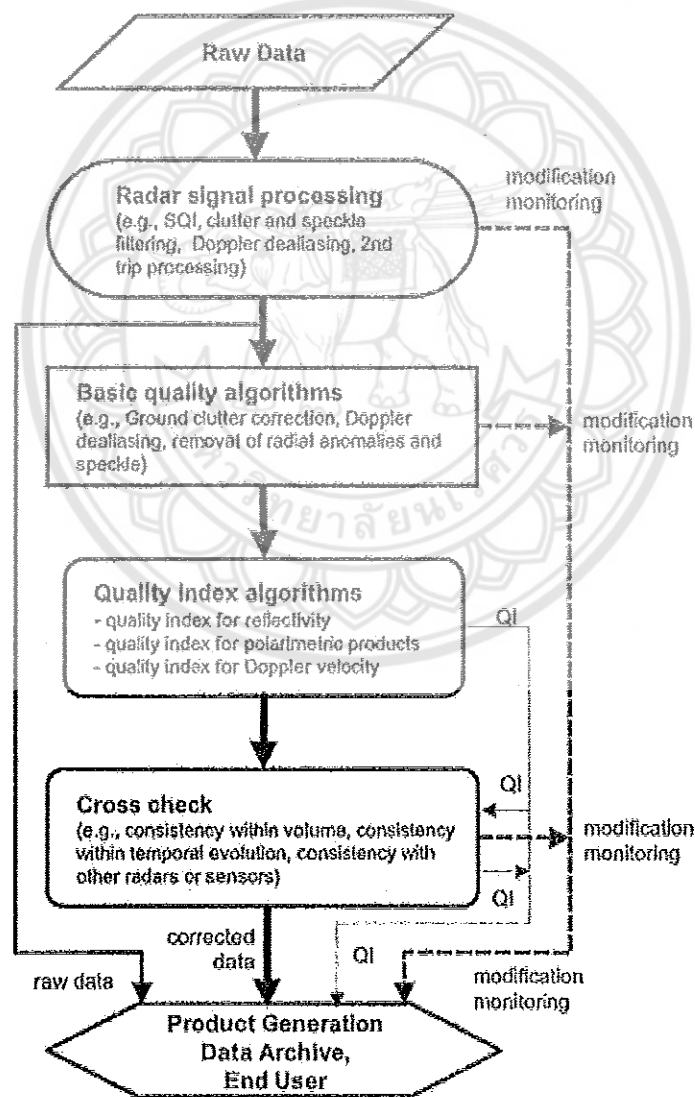 Raw Data
Radar signal processing
(e.g., SQI, clutter and speckle
filtering, Doppler dealiasing, 2nd
trip processing)
modification
monitoring
Basic quality algorithms
(e.g., Ground clutter correction, Doppler
dealiasing, removal of radial anomalies and
speckle)
modification
monitoring
Quality index algorithms
- quality index for reflectivity
- quality index for polarimetric products
- quality index for Doppler velocity
QI
Cross check
(e.g., consistency within volume, consistency
within temporal evolution, consistency with
other radars or sensors)
QI
QI
modification
monitoring
raw data
corrected
data
QI
modification
monitoring
Product Generation
Data Archive,
End User